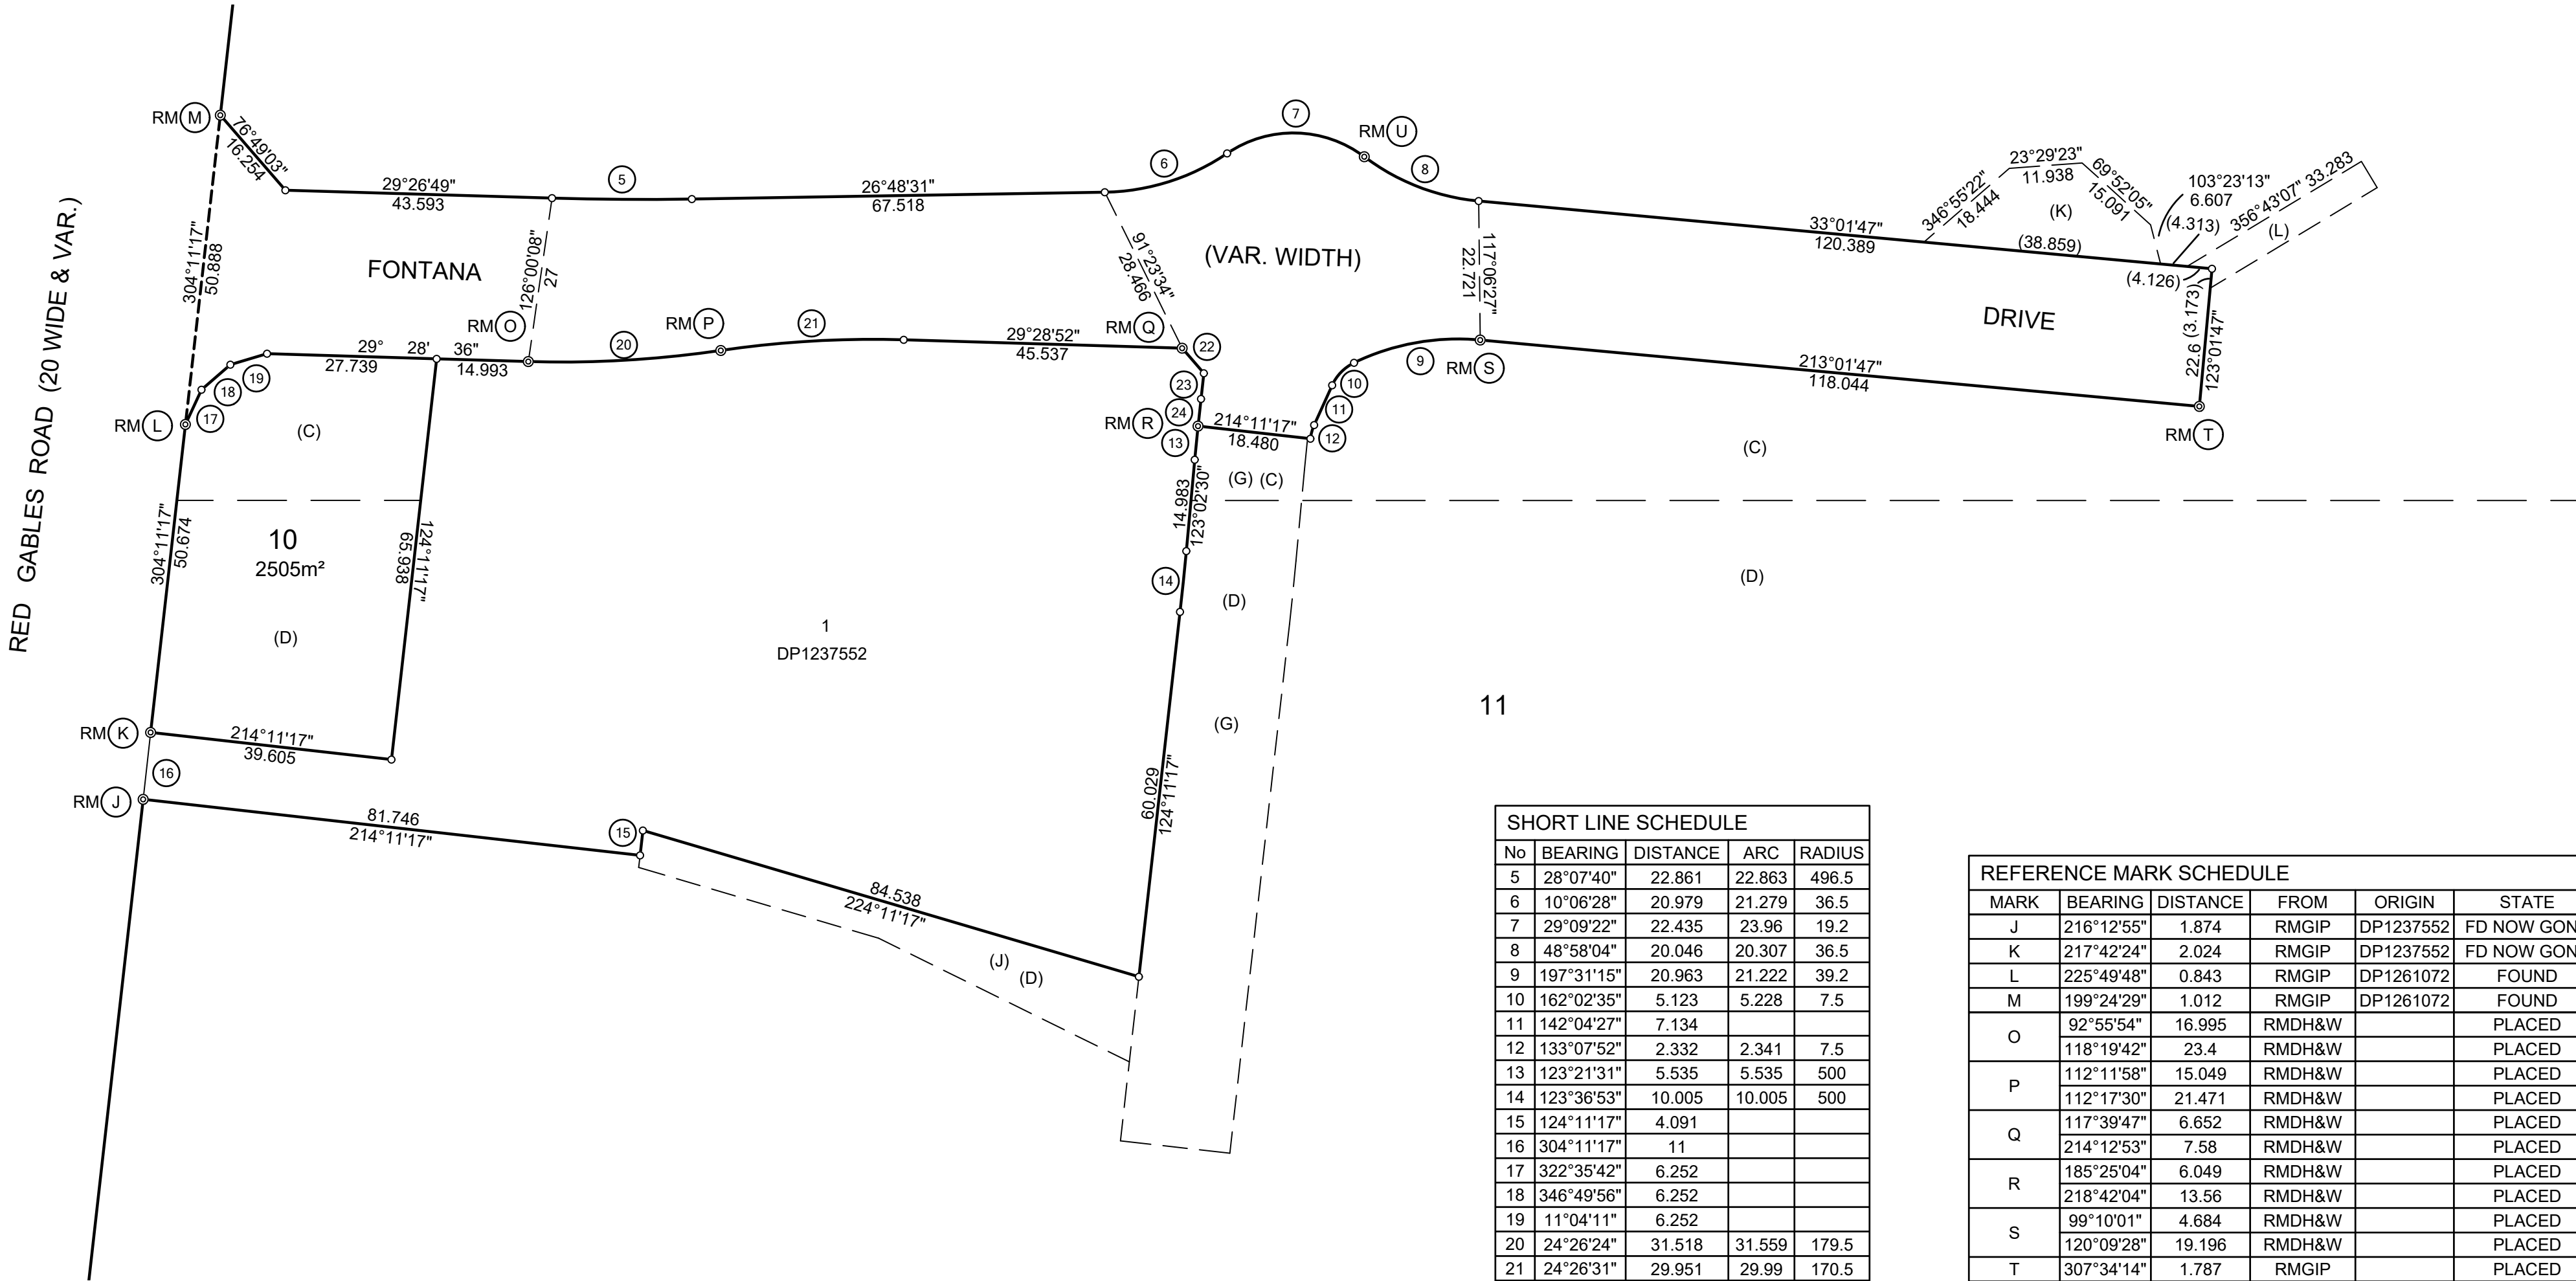 RM M
76°49'03"
16.254
29°26'49"
43.593
5
26°48'31"
67.518
6
7
RM U
8
33°01'47"
120.389
346°55'22"
18.444
23°29'23"
11.938
69°52'05"
15.091
103°23'13"
6.607
(4.313)
356°43'07" 33.283
(K)
(L)
(38.859)
(4.126)
22.6 (3.173)
123°01'47"
RED GABLES ROAD (20 WIDE & VAR.)
304°11'17"
50.888
FONTANA
(VAR. WIDTH)
DRIVE
126°00'08"
27
91°23'34"
28.466
117°06'27"
22.721
RM O
RM P
20
21
29°28'52"
45.537
RM Q
22
23
24
RM R
13
214°11'17"
18.480
12
11
10
9
RM S
213°01'47"
118.044
RM T
29° 28' 36"
27.739
14.993
19
18
17
RM L
(C)
(G) (C)
(C)
304°11'17"
50.674
10
2505m²
(D)
124°11'17"
65.938
14.983
123°02'30"
14
(D)
(D)
1
DP1237552
(G)
11
RM K
214°11'17"
39.605
16
RM J
81.746
214°11'17"
15
84.538
224°11'17"
60.029
124°11'17"
(J)
(D)
SHORT LINE SCHEDULE
No BEARING DISTANCE ARC RADIUS
5 28°07'40" 22.861 22.863 496.5
6 10°06'28" 20.979 21.279 36.5
7 29°09'22" 22.435 23.96 19.2
8 48°58'04" 20.046 20.307 36.5
9 197°31'15" 20.963 21.222 39.2
10 162°02'35" 5.123 5.228 7.5
11 142°04'27" 7.134
12 133°07'52" 2.332 2.341 7.5
13 123°21'31" 5.535 5.535 500
14 123°36'53" 10.005 10.005 500
15 124°11'17" 4.091
16 304°11'17" 11
17 322°35'42" 6.252
18 346°49'56" 6.252
19 11°04'11" 6.252
20 24°26'24" 31.518 31.559 179.5
21 24°26'31" 29.951 29.99 170.5
REFERENCE MARK SCHEDULE
MARK BEARING DISTANCE FROM ORIGIN STATE
J 216°12'55" 1.874 RMGIP DP1237552 FD NOW GON
K 217°42'24" 2.024 RMGIP DP1237552 FD NOW GON
L 225°49'48" 0.843 RMGIP DP1261072 FOUND
M 199°24'29" 1.012 RMGIP DP1261072 FOUND
O 92°55'54" 16.995 RMDH&W PLACED
118°19'42" 23.4 RMDH&W PLACED
P 112°11'58" 15.049 RMDH&W PLACED
112°17'30" 21.471 RMDH&W PLACED
Q 117°39'47" 6.652 RMDH&W PLACED
214°12'53" 7.58 RMDH&W PLACED
R 185°25'04" 6.049 RMDH&W PLACED
218°42'04" 13.56 RMDH&W PLACED
S 99°10'01" 4.684 RMDH&W PLACED
120°09'28" 19.196 RMDH&W PLACED
T 307°34'14" 1.787 RMGIP PLACED